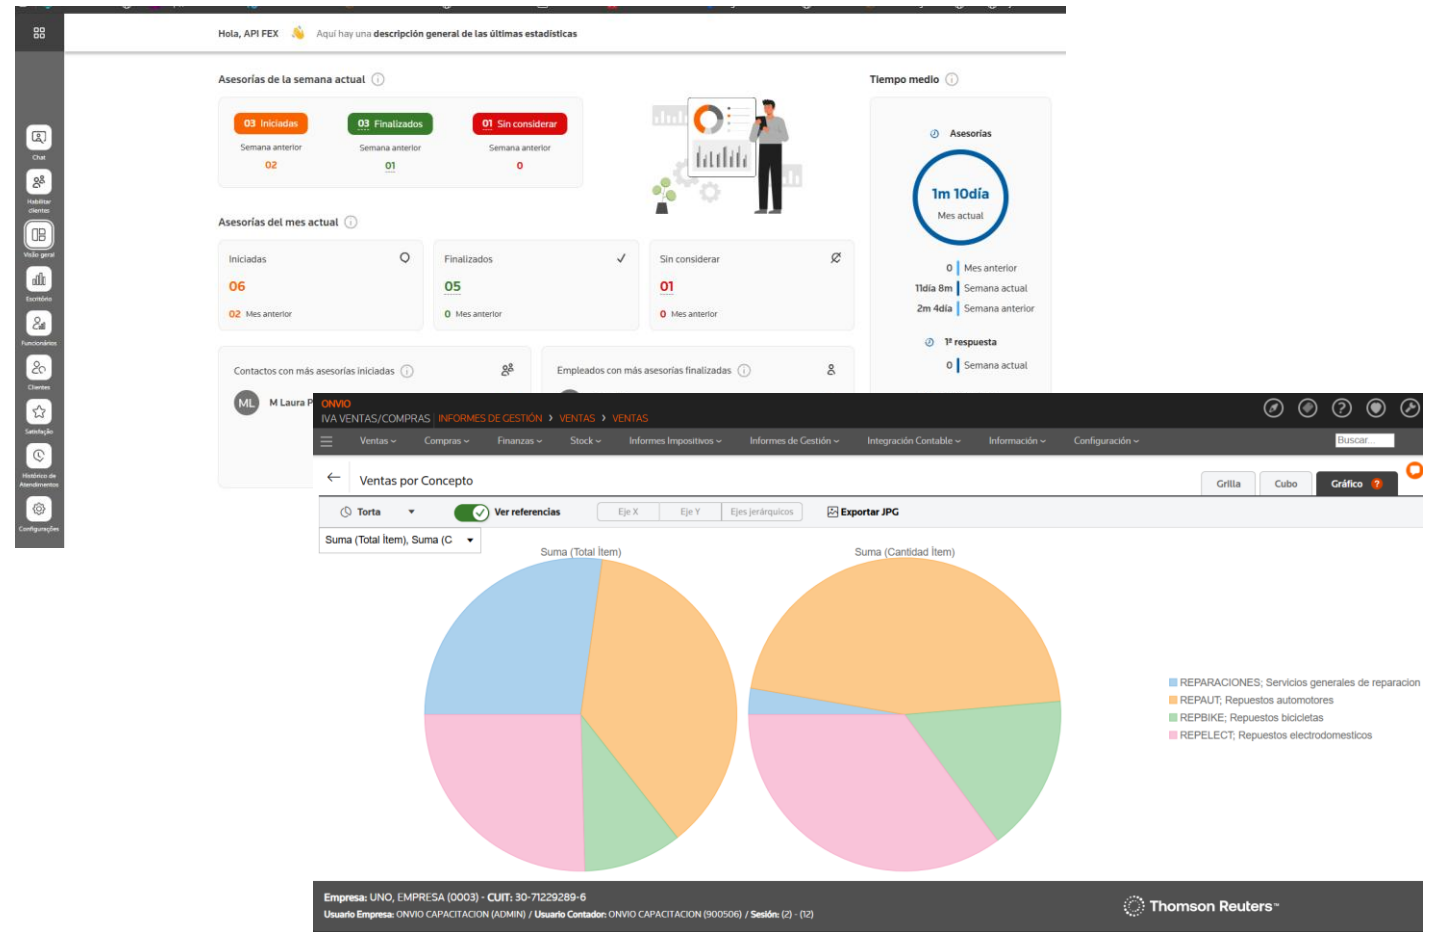 Hola, API FEX Aquí hay una descripción general de las últimas estadísticas
Asesorías de la semana actual
03 Iniciadas
Semana anterior
02
03 Finalizados
Semana anterior
01
01 Sin considerar
Semana anterior
0
Asesorías del mes actual
Iniciadas
06
02 Mes anterior
Finalizados
05
0 Mes anterior
Sin considerar
01
0 Mes anterior
Contactos con más asesorías iniciadas
ML M Laura P
Empleados con más asesorías finalizadas
Tiempo medio
Asesorías
1m 10día
Mes actual
0 Mes anterior
11día 8m Semana actual
2m 4día Semana anterior
1ª respuesta
0 Semana actual
Chat
Habilitar
clientes
Visão geral
Escritório
Funcionários
Clientes
Satisfação
Histórico de
Atendimentos
Configurações
ONVIO
IVA VENTAS/COMPRAS INFORMES DE GESTIÓN > VENTAS > VENTAS
Ventas Compras Finanzas Stock Informes Impositivos Informes de Gestión Integración Contable Información Configuración Buscar...
Ventas por Concepto
Grilla Cubo Gráfico ?
Torta Ver referencias Eje X Eje Y Ejes jerárquicos Exportar JPG
Suma (Total Ítem), Suma (C
Suma (Total Ítem) Suma (Cantidad Ítem)
REPARACIONES; Servicios generales de reparacion
REPAUT; Repuestos automotores
REPBIKE; Repuestos bicicletas
REPELECT; Repuestos electrodomesticos
Empresa: UNO, EMPRESA (0003) - CUIT: 30-71229289-6
Usuario Empresa: ONVIO CAPACITACION (ADMIN) / Usuario Contador: ONVIO CAPACITACION (900506) / Sesión: (2) - (12)
Thomson Reuters™